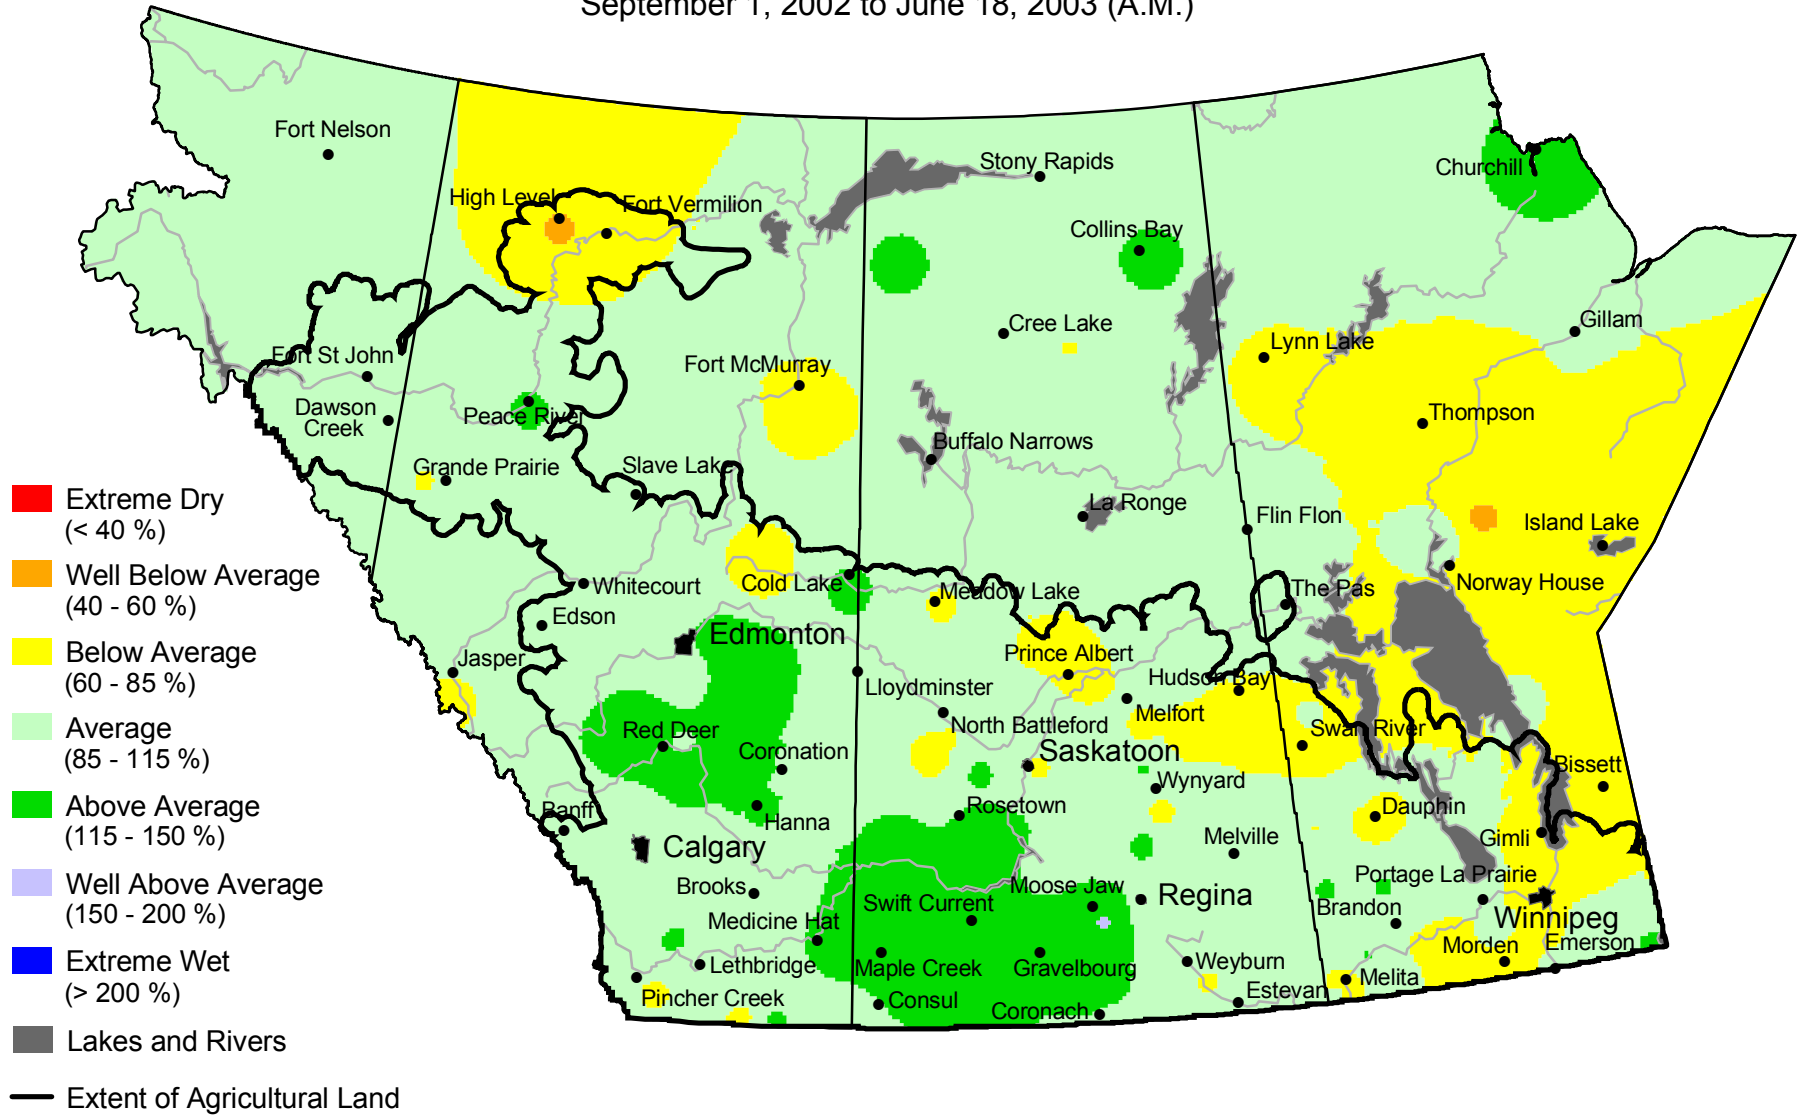 September 1, 2002 to June 18, 2003 (A.M.)
Fort Nelson
Stony Rapids
Churchill
High Level
Fort Vermilion
Collins Bay
Cree Lake
Gillam
Lynn Lake
Fort St John
Fort McMurray
Dawson
Creek
Peace River
Thompson
Buffalo Narrows
Grande Prairie
Slave Lake
La Ronge
Flin Flon
Island Lake
Whitecourt
Cold Lake
Meadow Lake
The Pas
Norway House
Edson
Edmonton
Jasper
Prince Albert
Hudson Bay
Lloydminster
Melfort
North Battleford
Swan River
Red Deer
Coronation
Saskatoon
Bissett
Wynyard
Banff
Hanna
Rosetown
Dauphin
Gimli
Calgary
Melville
Portage La Prairie
Brooks
Moose Jaw
Regina
Swift Current
Brandon
Winnipeg
Medicine Hat
Morden
Emerson
Lethbridge
Maple Creek
Gravelbourg
Weyburn
Melita
Pincher Creek
Consul
Coronach
Estevan
Extreme Dry
(< 40 %)
Well Below Average
(40 - 60 %)
Below Average
(60 - 85 %)
Average
(85 - 115 %)
Above Average
(115 - 150 %)
Well Above Average
(150 - 200 %)
Extreme Wet
(> 200 %)
Lakes and Rivers
Extent of Agricultural Land